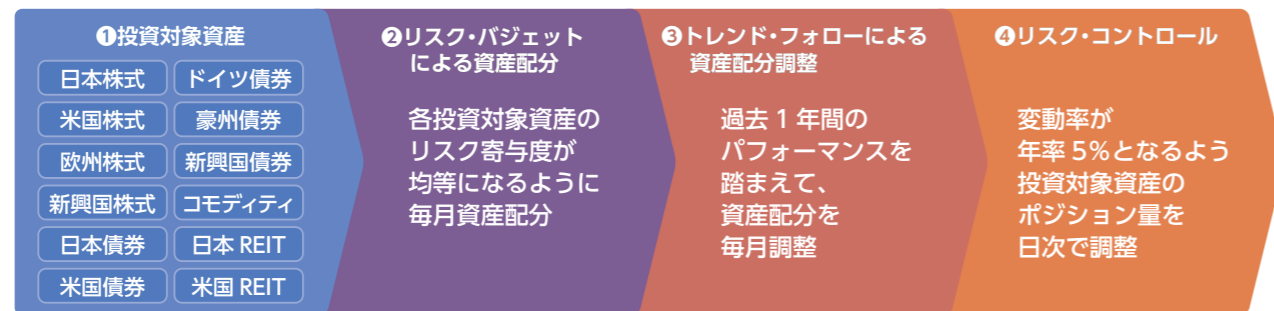 ❶投資対象資産
日本株式
ドイツ債券
米国株式
豪州債券
欧州株式
新興国債券
新興国株式
コモディティ
日本債券
日本 REIT
米国債券
米国 REIT
❷リスク・バジェット
による資産配分
各投資対象資産の
リスク寄与度が
均等になるように
毎月資産配分
❸トレンド・フォローによる
資産配分調整
過去 1 年間の
パフォーマンスを
踏まえて、
資産配分を
毎月調整
❹リスク・コントロール
変動率が
年率 5%となるよう
投資対象資産の
ポジション量を
日次で調整